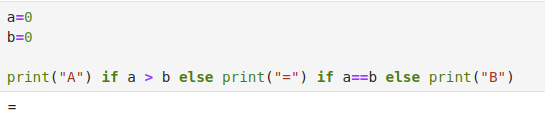 a=0
b=0
print("A") if a > b else print("=") if a==b else print("B")
=